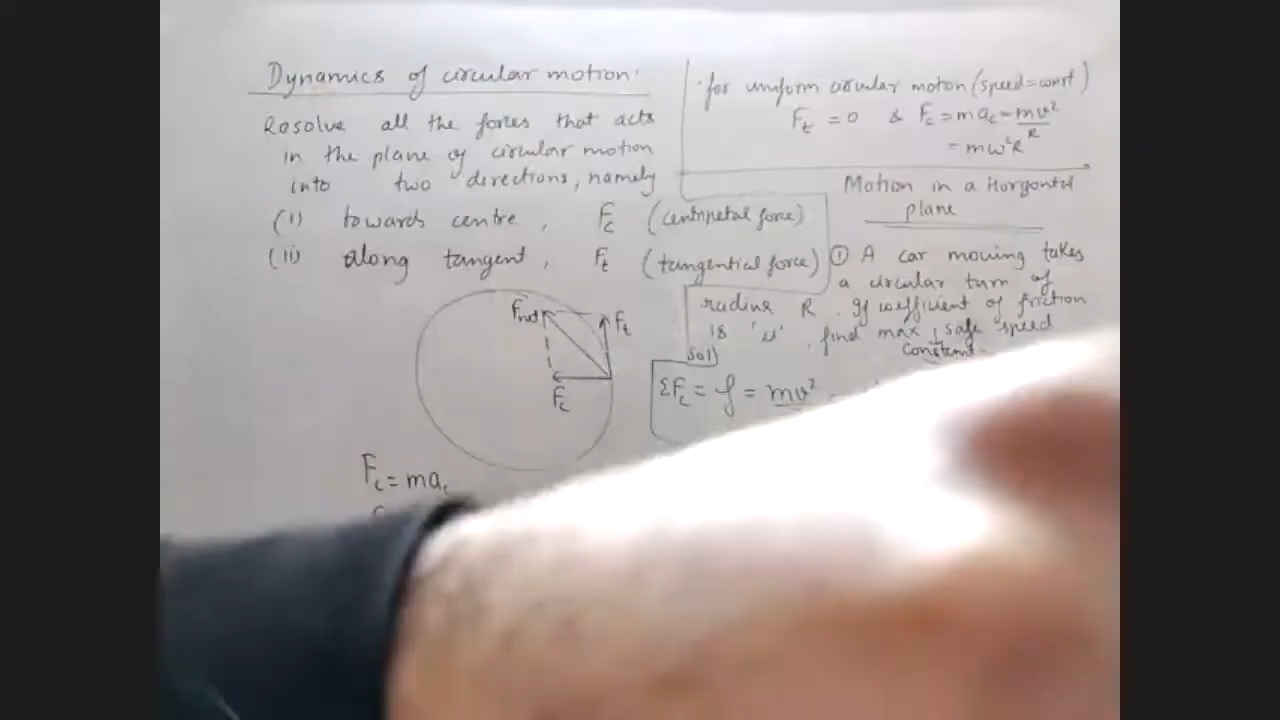 Dynamics of circular motion
Resolve all the forces that acts
in the plane of circular motion
into two directions, namely
(i) towards centre, Fc (centripetal force)
(ii) along tangent, Ft (tangential force)
Fnet
Ft
Fc
Fc = mac
for uniform circular motion (speed = const)
Ft = 0 & Fc = mac = mv²/R
= mω²R
Motion in a Horizontal
plane
① A car moving takes
a circular turn of
radius R. If coefficient of friction
is 'μ', find max safe speed
constant
Sol)
ΣFc = f = mv²